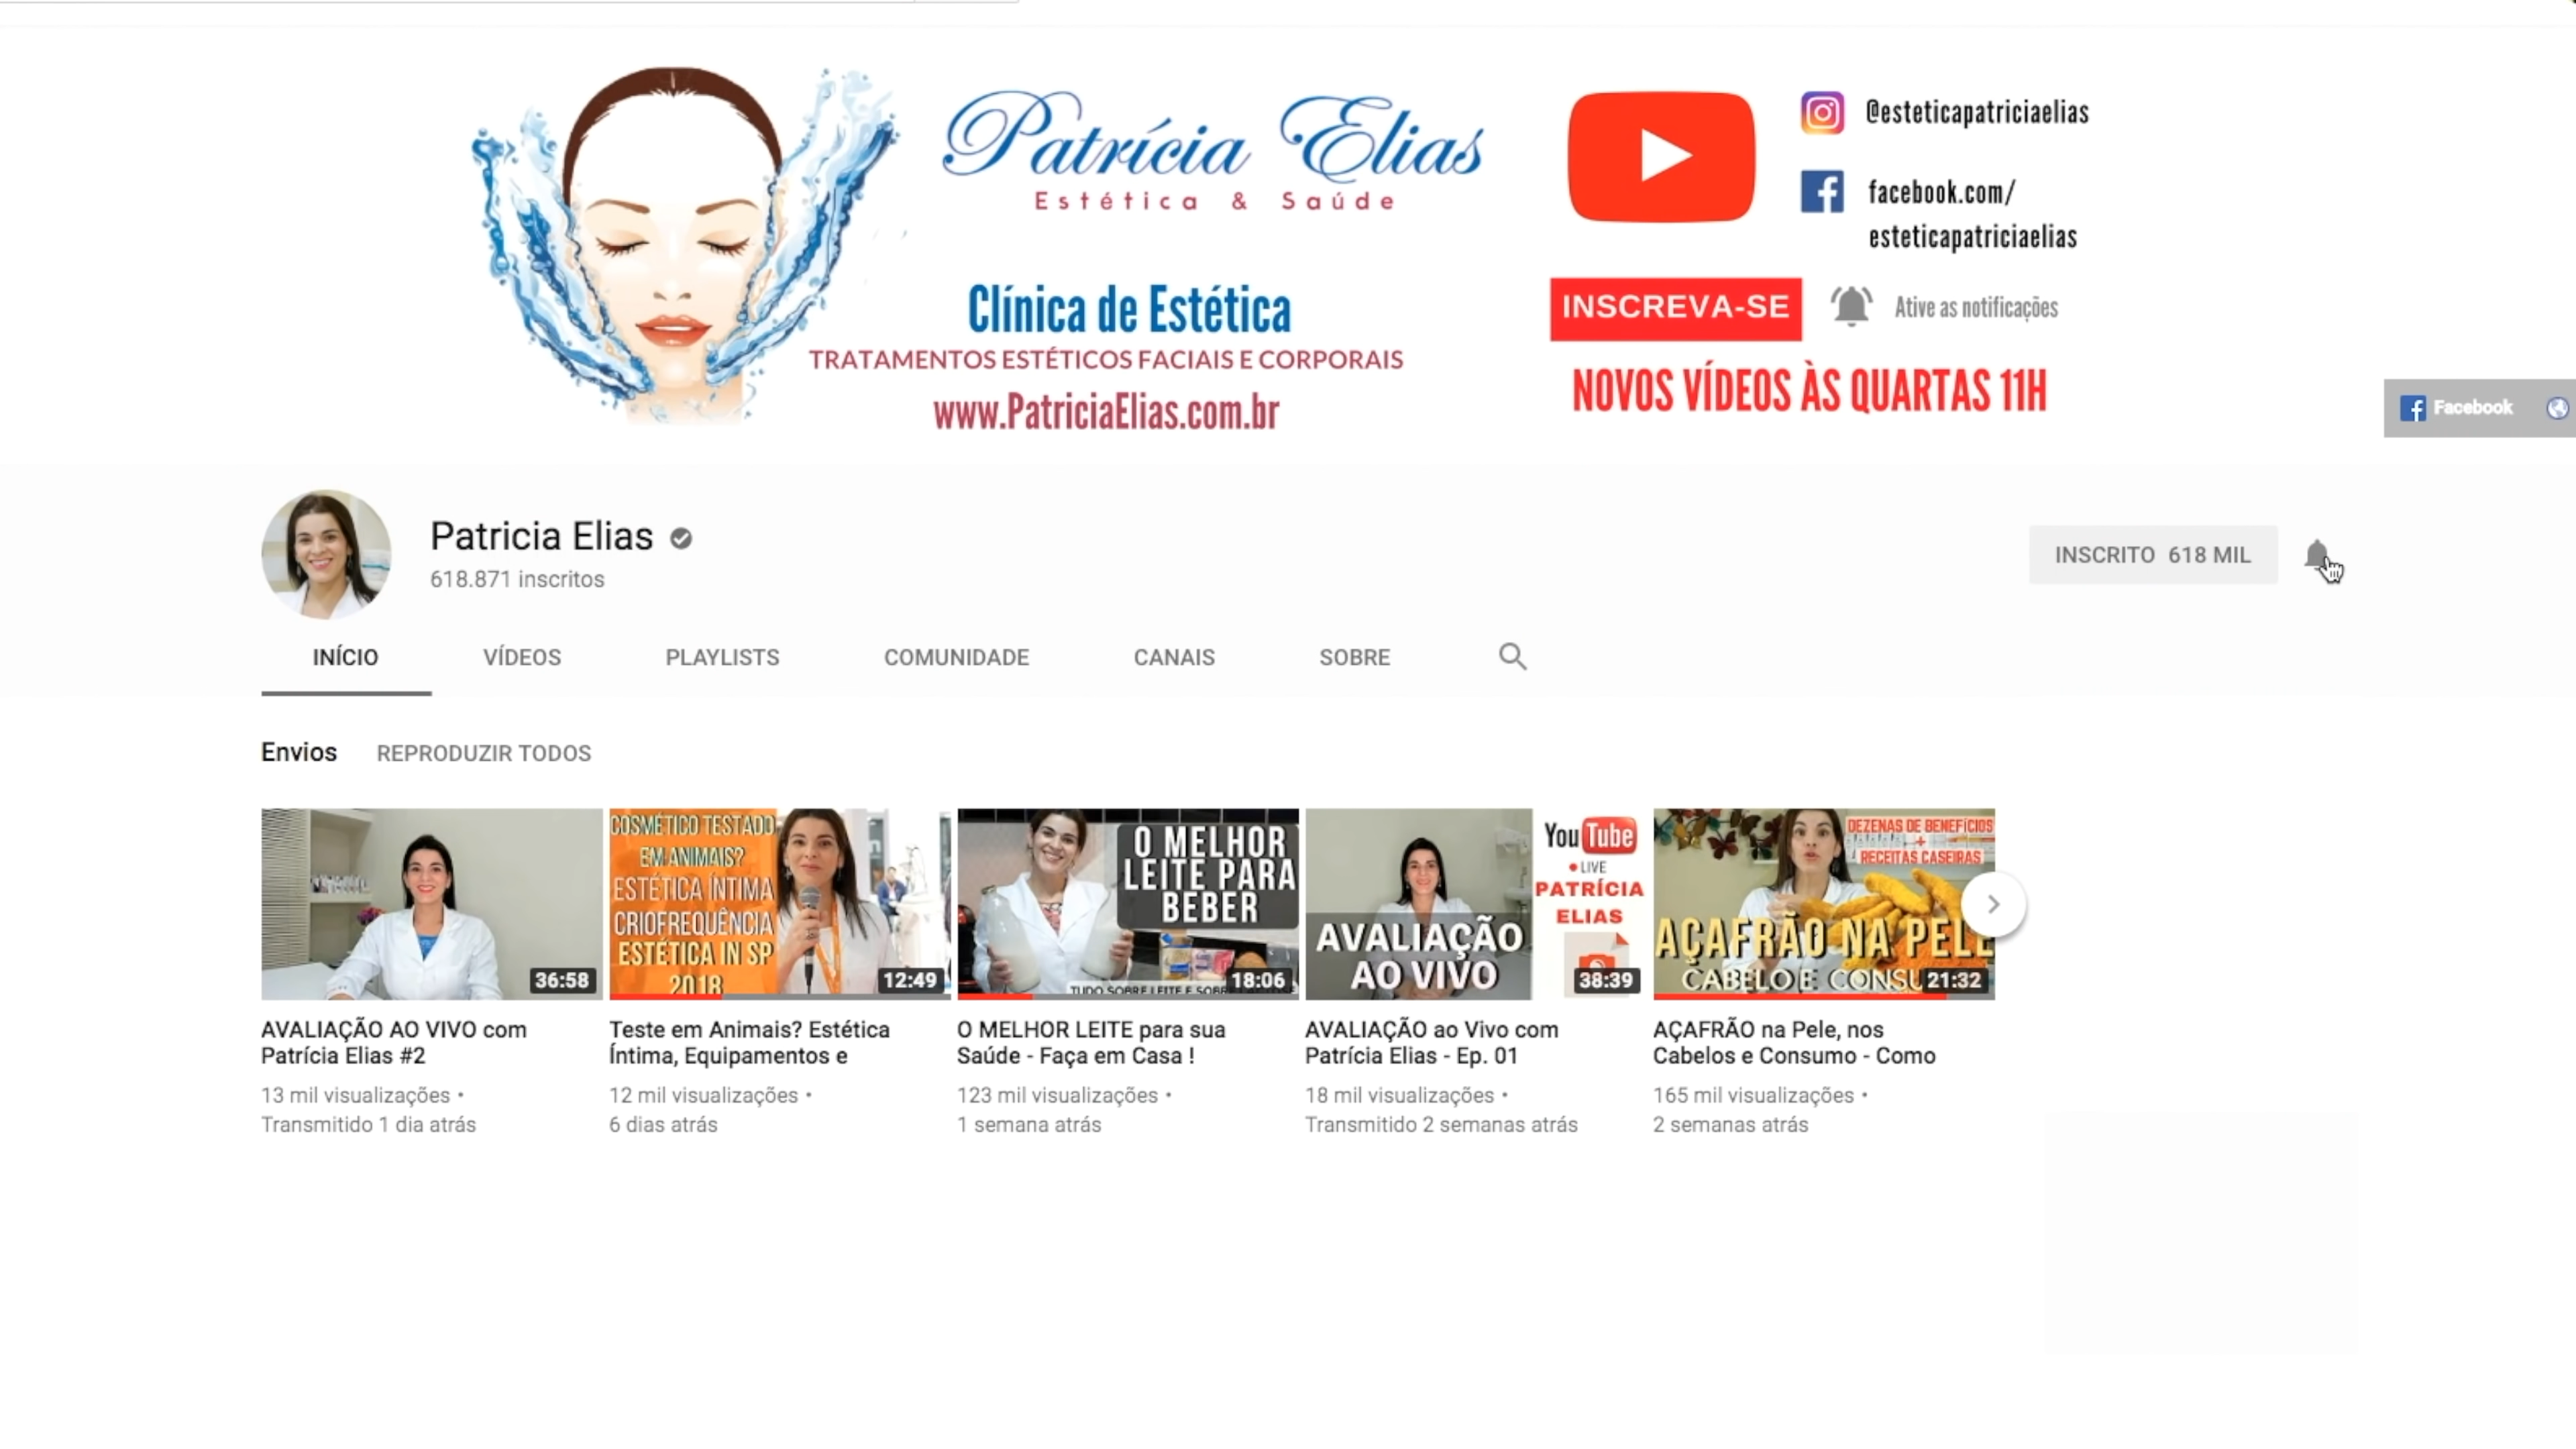 Patrícia Elias
Estética & Saúde
Clínica de Estética
TRATAMENTOS ESTÉTICOS FACIAIS E CORPORAIS
www.PatriciaElias.com.br
@esteticapatriciaelias
facebook.com/
esteticapatriciaelias
INSCREVA-SE
Ative as notificações
NOVOS VÍDEOS ÀS QUARTAS 11H
Facebook
Patricia Elias
618.871 inscritos
INSCRITO 618 MIL
INÍCIO VÍDEOS PLAYLISTS COMUNIDADE CANAIS SOBRE
Envios REPRODUZIR TODOS
36:58
COSMÉTICO TESTADO
EM ANIMAIS?
ESTÉTICA ÍNTIMA
CRIOFREQUÊNCIA
ESTÉTICA IN SP
2018
12:49
O MELHOR
LEITE PARA
BEBER
TUDO SOBRE LEITE E SOBRE
18:06
YouTube
LIVE
PATRÍCIA
ELIAS
AVALIAÇÃO
AO VIVO
38:39
DEZENAS DE BENEFÍCIOS
+
RECEITAS CASEIRAS
AÇAFRÃO NA PELE
CABELO E CONSU
21:32
AVALIAÇÃO AO VIVO com
Patrícia Elias #2
13 mil visualizações •
Transmitido 1 dia atrás
Teste em Animais? Estética
Íntima, Equipamentos e
12 mil visualizações •
6 dias atrás
O MELHOR LEITE para sua
Saúde - Faça em Casa !
123 mil visualizações •
1 semana atrás
AVALIAÇÃO ao Vivo com
Patrícia Elias - Ep. 01
18 mil visualizações •
Transmitido 2 semanas atrás
AÇAFRÃO na Pele, nos
Cabelos e Consumo - Como
165 mil visualizações •
2 semanas atrás